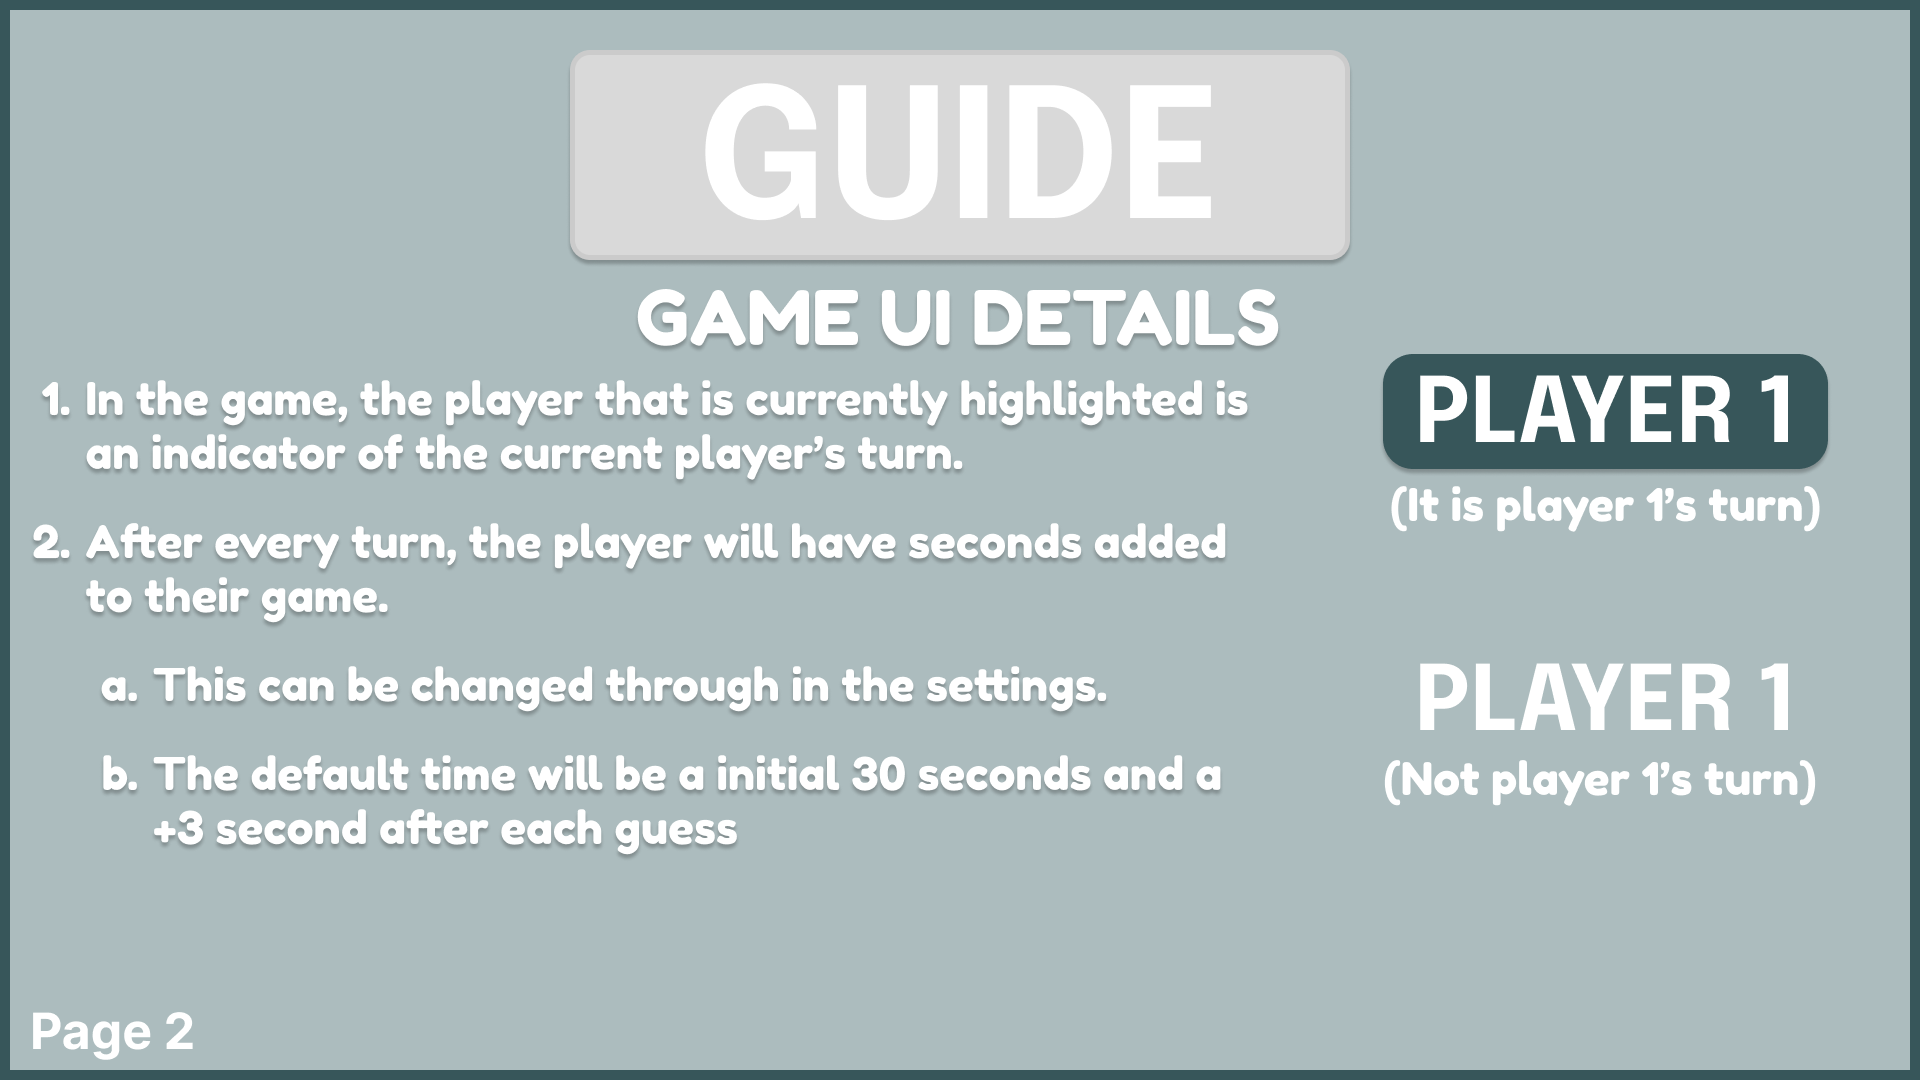 GUIDE
GAME UI DETAILS
1. In the game, the player that is currently highlighted is
an indicator of the current player’s turn.
2. After every turn, the player will have seconds added
to their game.
a. This can be changed through in the settings.
b. The default time will be a initial 30 seconds and a
+3 second after each guess
PLAYER 1
(It is player 1’s turn)
PLAYER 1
(Not player 1’s turn)
Page 2